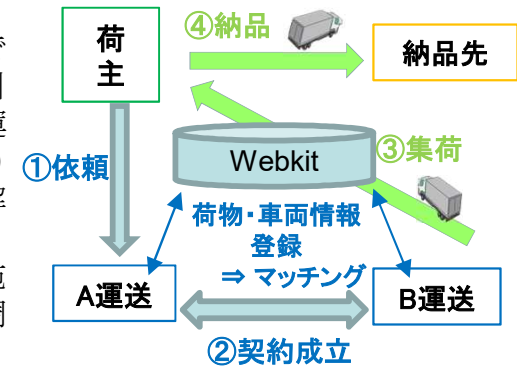 荷
主
④納品
納品先
①依頼
Webkit
③集荷
荷物・車両情報
登録
⇒ マッチング
A運送
B運送
②契約成立